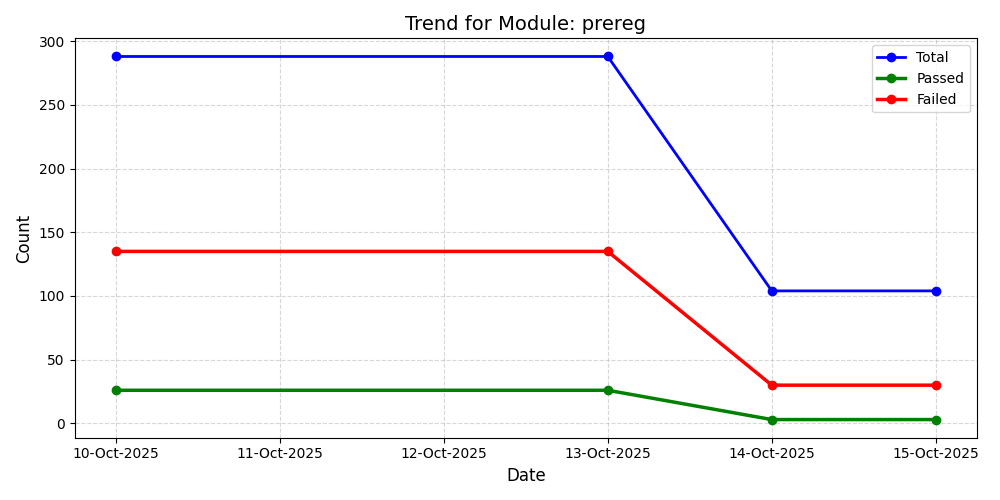 Trend for Module: prereg
300
250
200
150
100
50
0
Count
Total
Passed
Failed
10-Oct-2025
11-Oct-2025
12-Oct-2025
13-Oct-2025
14-Oct-2025
15-Oct-2025
Date